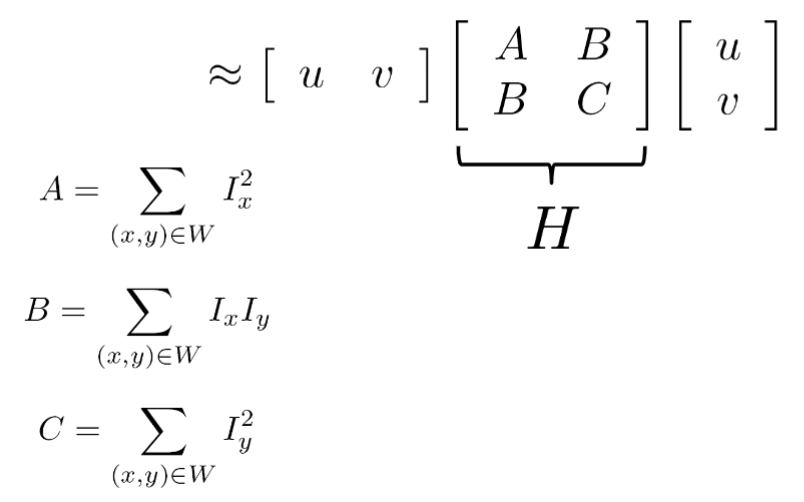 ≈ [ u v ] [ A B
B C ] [ u
v ]
H
A = ∑_{(x,y)∈W} I_x^2
B = ∑_{(x,y)∈W} I_x I_y
C = ∑_{(x,y)∈W} I_y^2